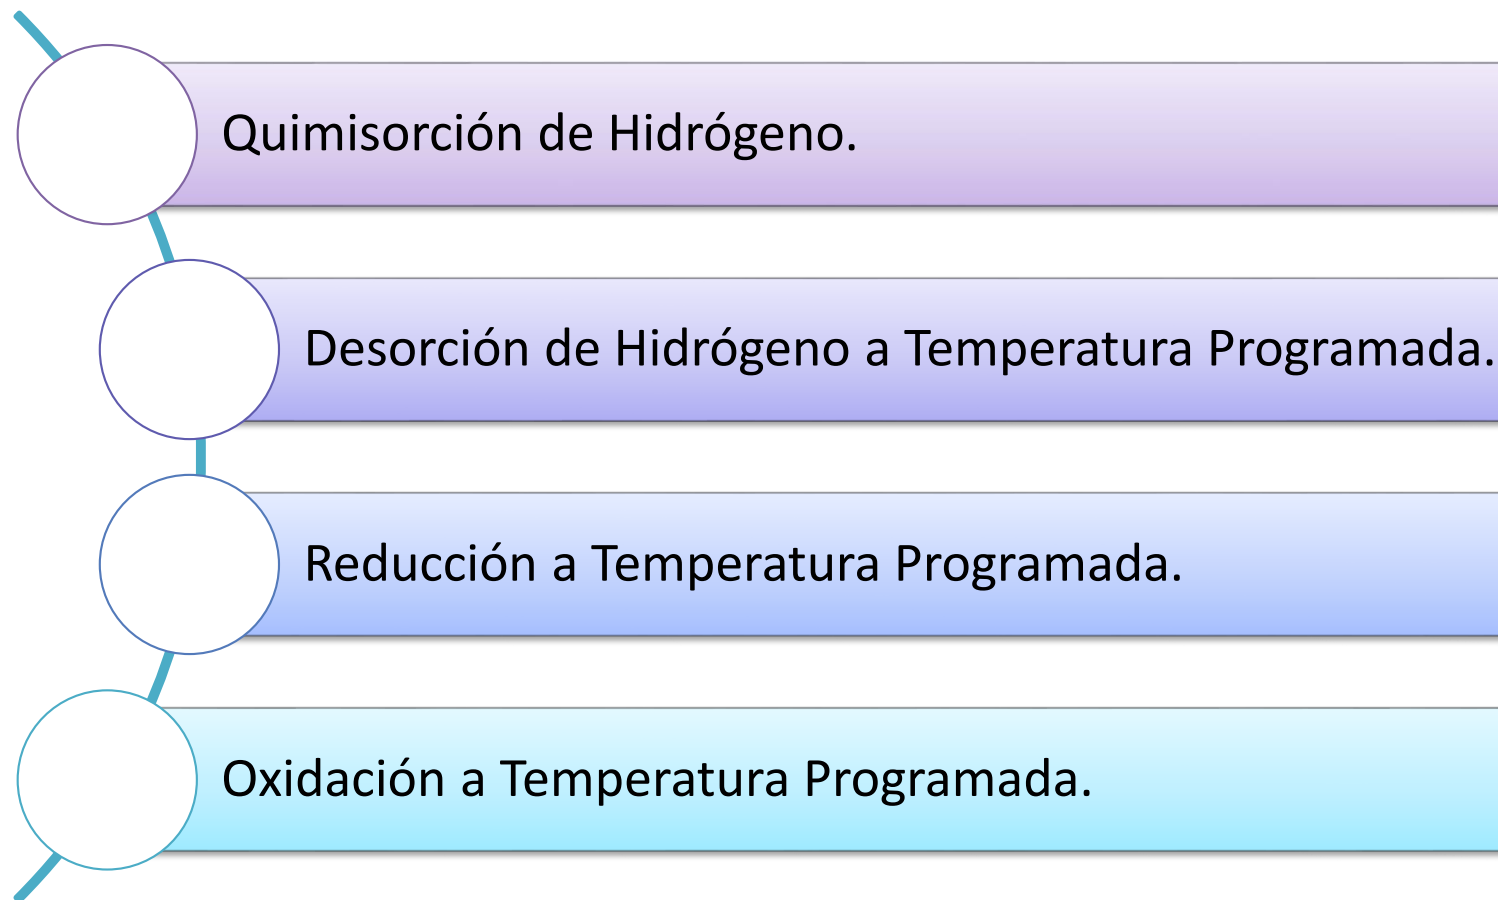 Quimisorción de Hidrógeno.
Desorción de Hidrógeno a Temperatura Programada.
Reducción a Temperatura Programada.
Oxidación a Temperatura Programada.